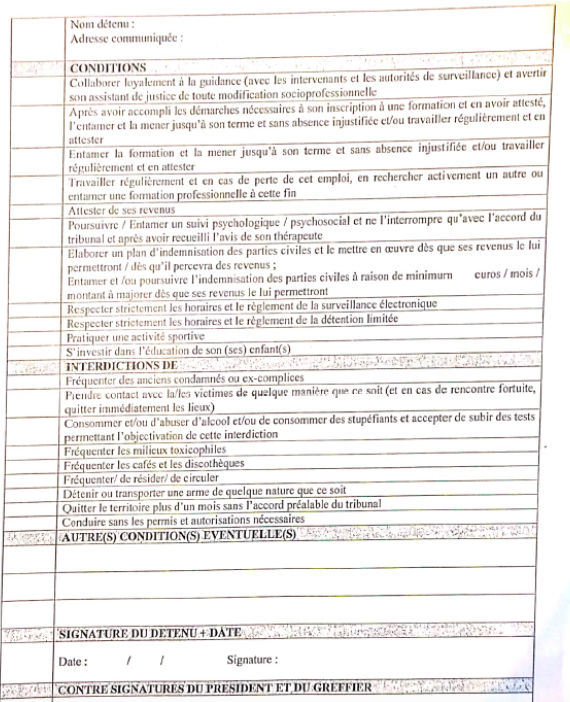 Nom détenu :
Adresse communiquée :
CONDITIONS
Collaborer loyalement à la guidance (avec les intervenants et les autorités de surveillance) et avertir
son assistant de justice de toute modification socioprofessionnelle
Après avoir accompli les démarches nécessaires à son inscription à une formation et en avoir attesté,
l'entamer et la mener jusqu'à son terme et sans absence injustifiée et/ou travailler régulièrement et en
attester
Entamer la formation et la mener jusqu'à son terme et sans absence injustifiée et/ou travailler
régulièrement et en attester
Travailler régulièrement et en cas de perte de cet emploi, en rechercher activement un autre ou
entamer une formation professionnelle à cette fin
Attester de ses revenus
Poursuivre / Entamer un suivi psychologique / psychosocial et ne l'interrompre qu'avec l'accord du
tribunal et après avoir recueilli l'avis de son thérapeute
Elaborer un plan d'indemnisation des parties civiles et le mettre en œuvre dès que ses revenus le lui
permettront / dès qu'il percevra des revenus ;
Entamer et /ou poursuivre l'indemnisation des parties civiles à raison de minimum euros / mois /
montant à majorer dès que ses revenus le lui permettront
Respecter strictement les horaires et le règlement de la surveillance électronique
Respecter strictement les horaires et le règlement de la détention limitée
Pratiquer une activité sportive
S'investir dans l'éducation de son (ses) enfant(s)
INTERDICTIONS DE
Fréquenter des anciens condamnés ou ex-complices
Prendre contact avec la/les victimes de quelque manière que ce soit (et en cas de rencontre fortuite,
quitter immédiatement les lieux)
Consommer et/ou d'abuser d'alcool et/ou de consommer des stupéfiants et accepter de subir des tests
permettant l'objectivation de cette interdiction
Fréquenter les milieux toxicophiles
Fréquenter les cafés et les discothèques
Fréquenter/ de résider/ de circuler
Détenir ou transporter une arme de quelque nature que ce soit
Quitter le territoire plus d'un mois sans l'accord préalable du tribunal
Conduire sans les permis et autorisations nécessaires
AUTRE(S) CONDITION(S) EVENTUELLE(S)
SIGNATURE DU DETENU + DATE
Date : / / Signature :
CONTRE SIGNATURES DU PRESIDENT ET DU GREFFIER